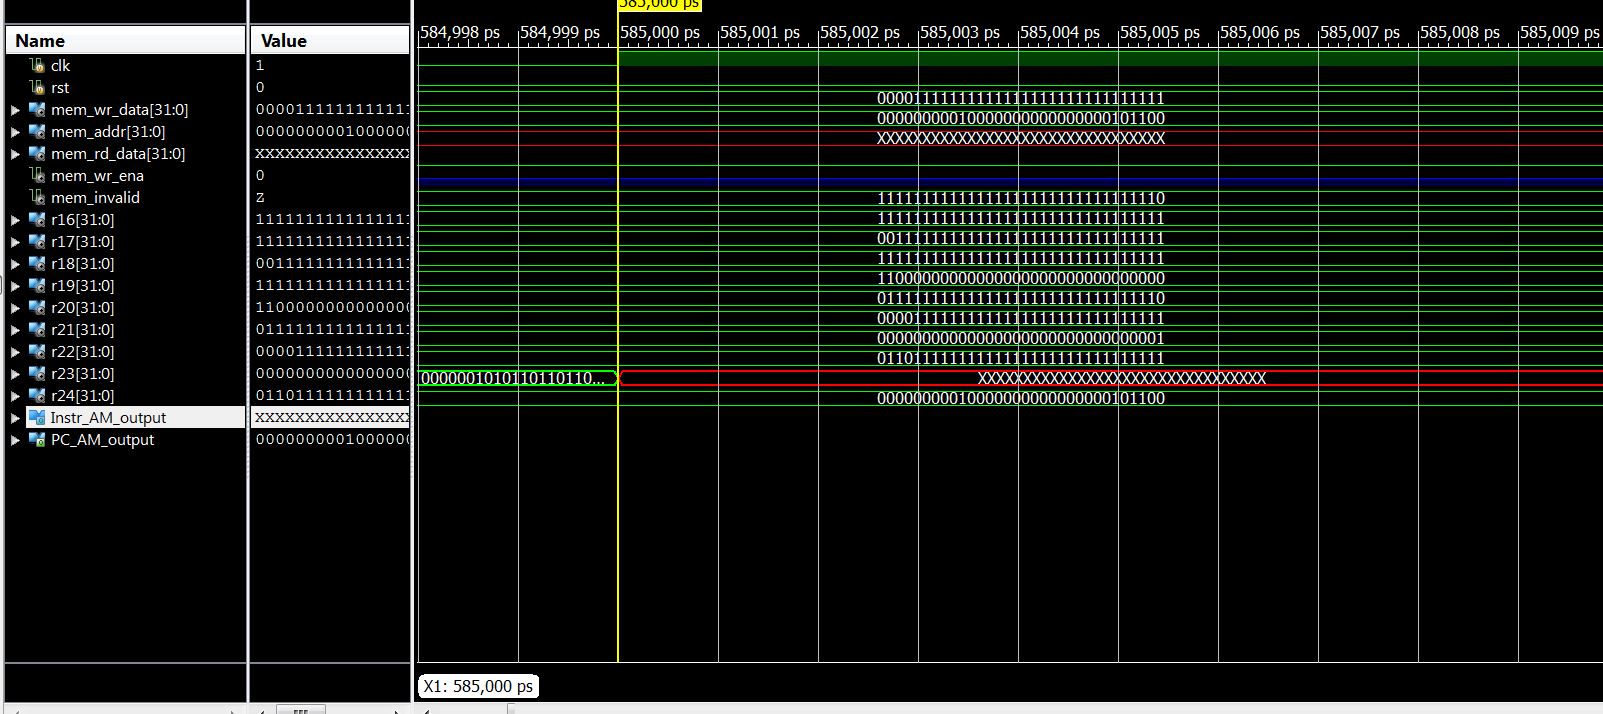 585,000 ps
Name Value 584,998 ps 584,999 ps 585,000 ps 585,001 ps 585,002 ps 585,003 ps 585,004 ps 585,005 ps 585,006 ps 585,007 ps 585,008 ps 585,009 ps
clk 1
rst 0
mem_wr_data[31:0] 000011111111111 00001111111111111111111111111111
mem_addr[31:0] 000000000100000 00000000010000000000000000101100
mem_rd_data[31:0] XXXXXXXXXXXXXXX XXXXXXXXXXXXXXXXXXXXXXXXXXXXXXXX
mem_wr_ena 0
mem_invalid Z
r16[31:0] 111111111111111 11111111111111111111111111111110
r17[31:0] 111111111111111 11111111111111111111111111111111
r18[31:0] 001111111111111 00111111111111111111111111111111
r19[31:0] 111111111111111 11111111111111111111111111111111
r20[31:0] 110000000000000 11000000000000000000000000000000
r21[31:0] 011111111111111 01111111111111111111111111111110
r22[31:0] 000011111111111 00001111111111111111111111111111
r23[31:0] 000000000000000 00000000000000000000000000000001
r24[31:0] 011011111111111 01101111111111111111111111111111
Instr_AM_output XXXXXXXXXXXXXXX 0000001010110110110... XXXXXXXXXXXXXXXXXXXXXXXXXXXXXXXX
PC_AM_output 000000000100000 00000000010000000000000000101100
X1: 585,000 ps